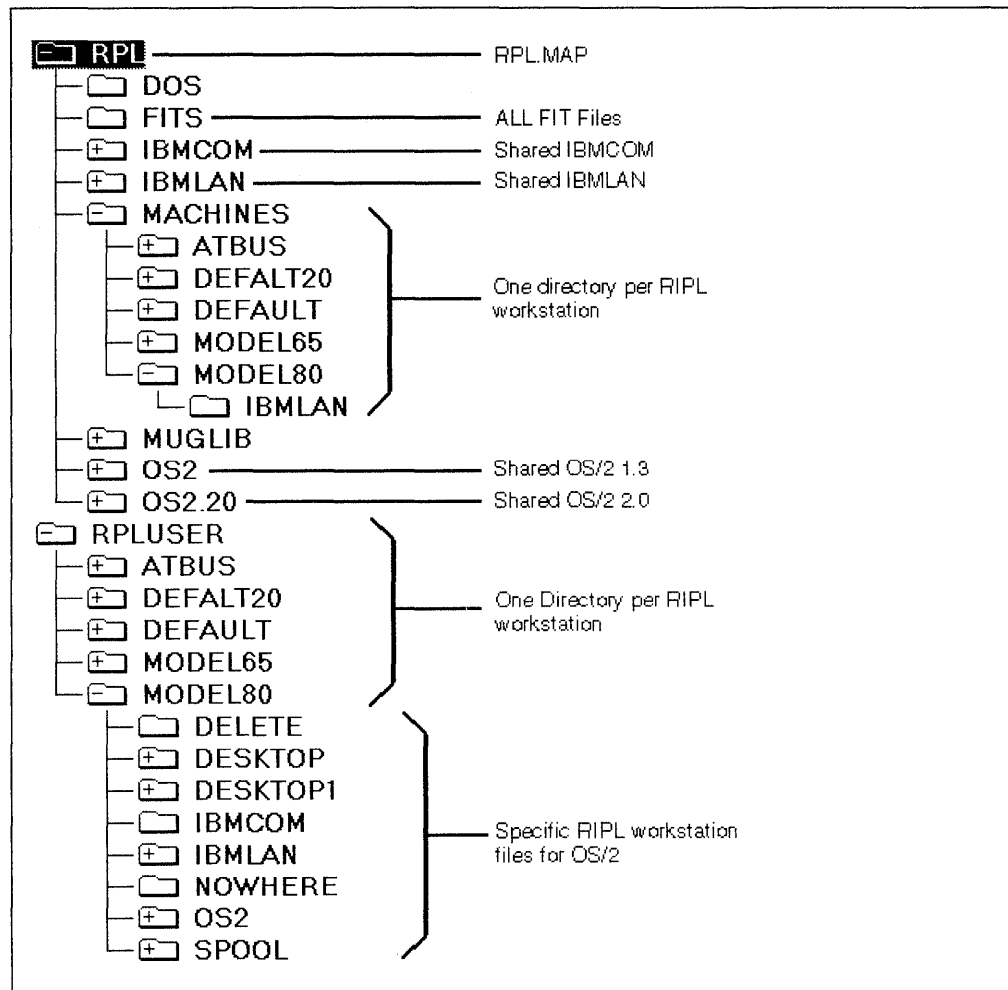 RPL RPL.MAP
DOS
FITS ALL FIT Files
IBMCOM Shared IBMCOM
IBMLAN Shared IBMLAN
MACHINES
ATBUS
DEFALT20
DEFAULT
One directory per RIPL
workstation
MODEL65
MODEL80
IBMLAN
MUGLIB
OS2 Shared OS/2 1.3
OS2.20 Shared OS/2 2.0
RPLUSER
ATBUS
DEFALT20
DEFAULT
One Directory per RIPL
workstation
MODEL65
MODEL80
DELETE
DESKTOP
DESKTOP1
IBMCOM
IBMLAN
Specific RIPL workstation
files for OS/2
NOWHERE
OS2
SPOOL